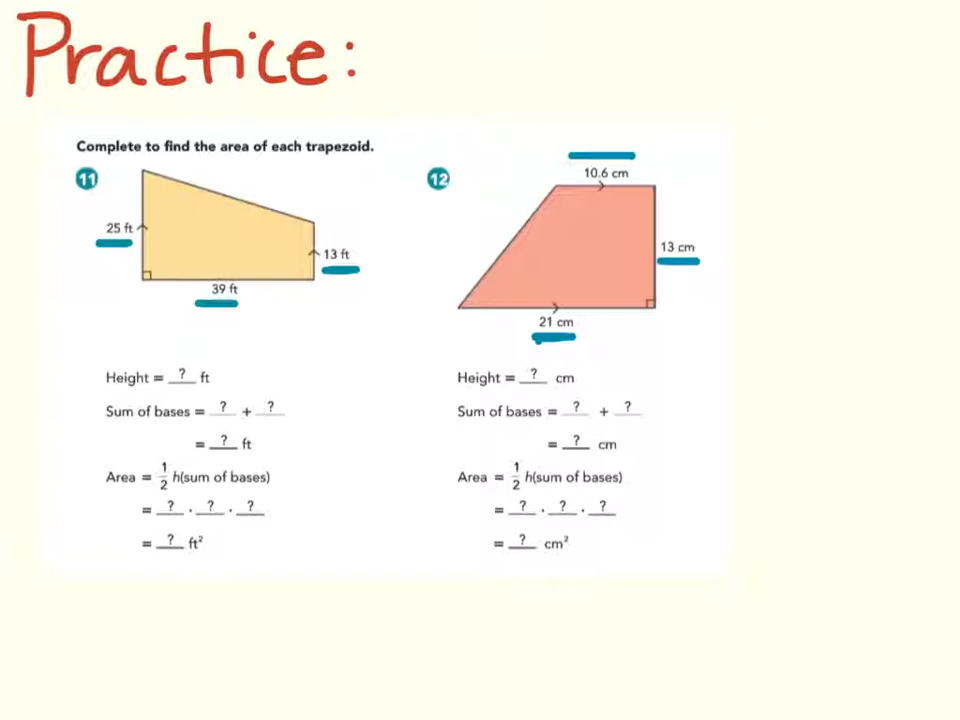 Practice:
Complete to find the area of each trapezoid.
11
25 ft
13 ft
39 ft
Height = ? ft
Sum of bases = ? + ?
= ? ft
Area = 1/2 h(sum of bases)
= ? · ? · ?
= ? ft²
12
10.6 cm
13 cm
21 cm
Height = ? cm
Sum of bases = ? + ?
= ? cm
Area = 1/2 h(sum of bases)
= ? · ? · ?
= ? cm²